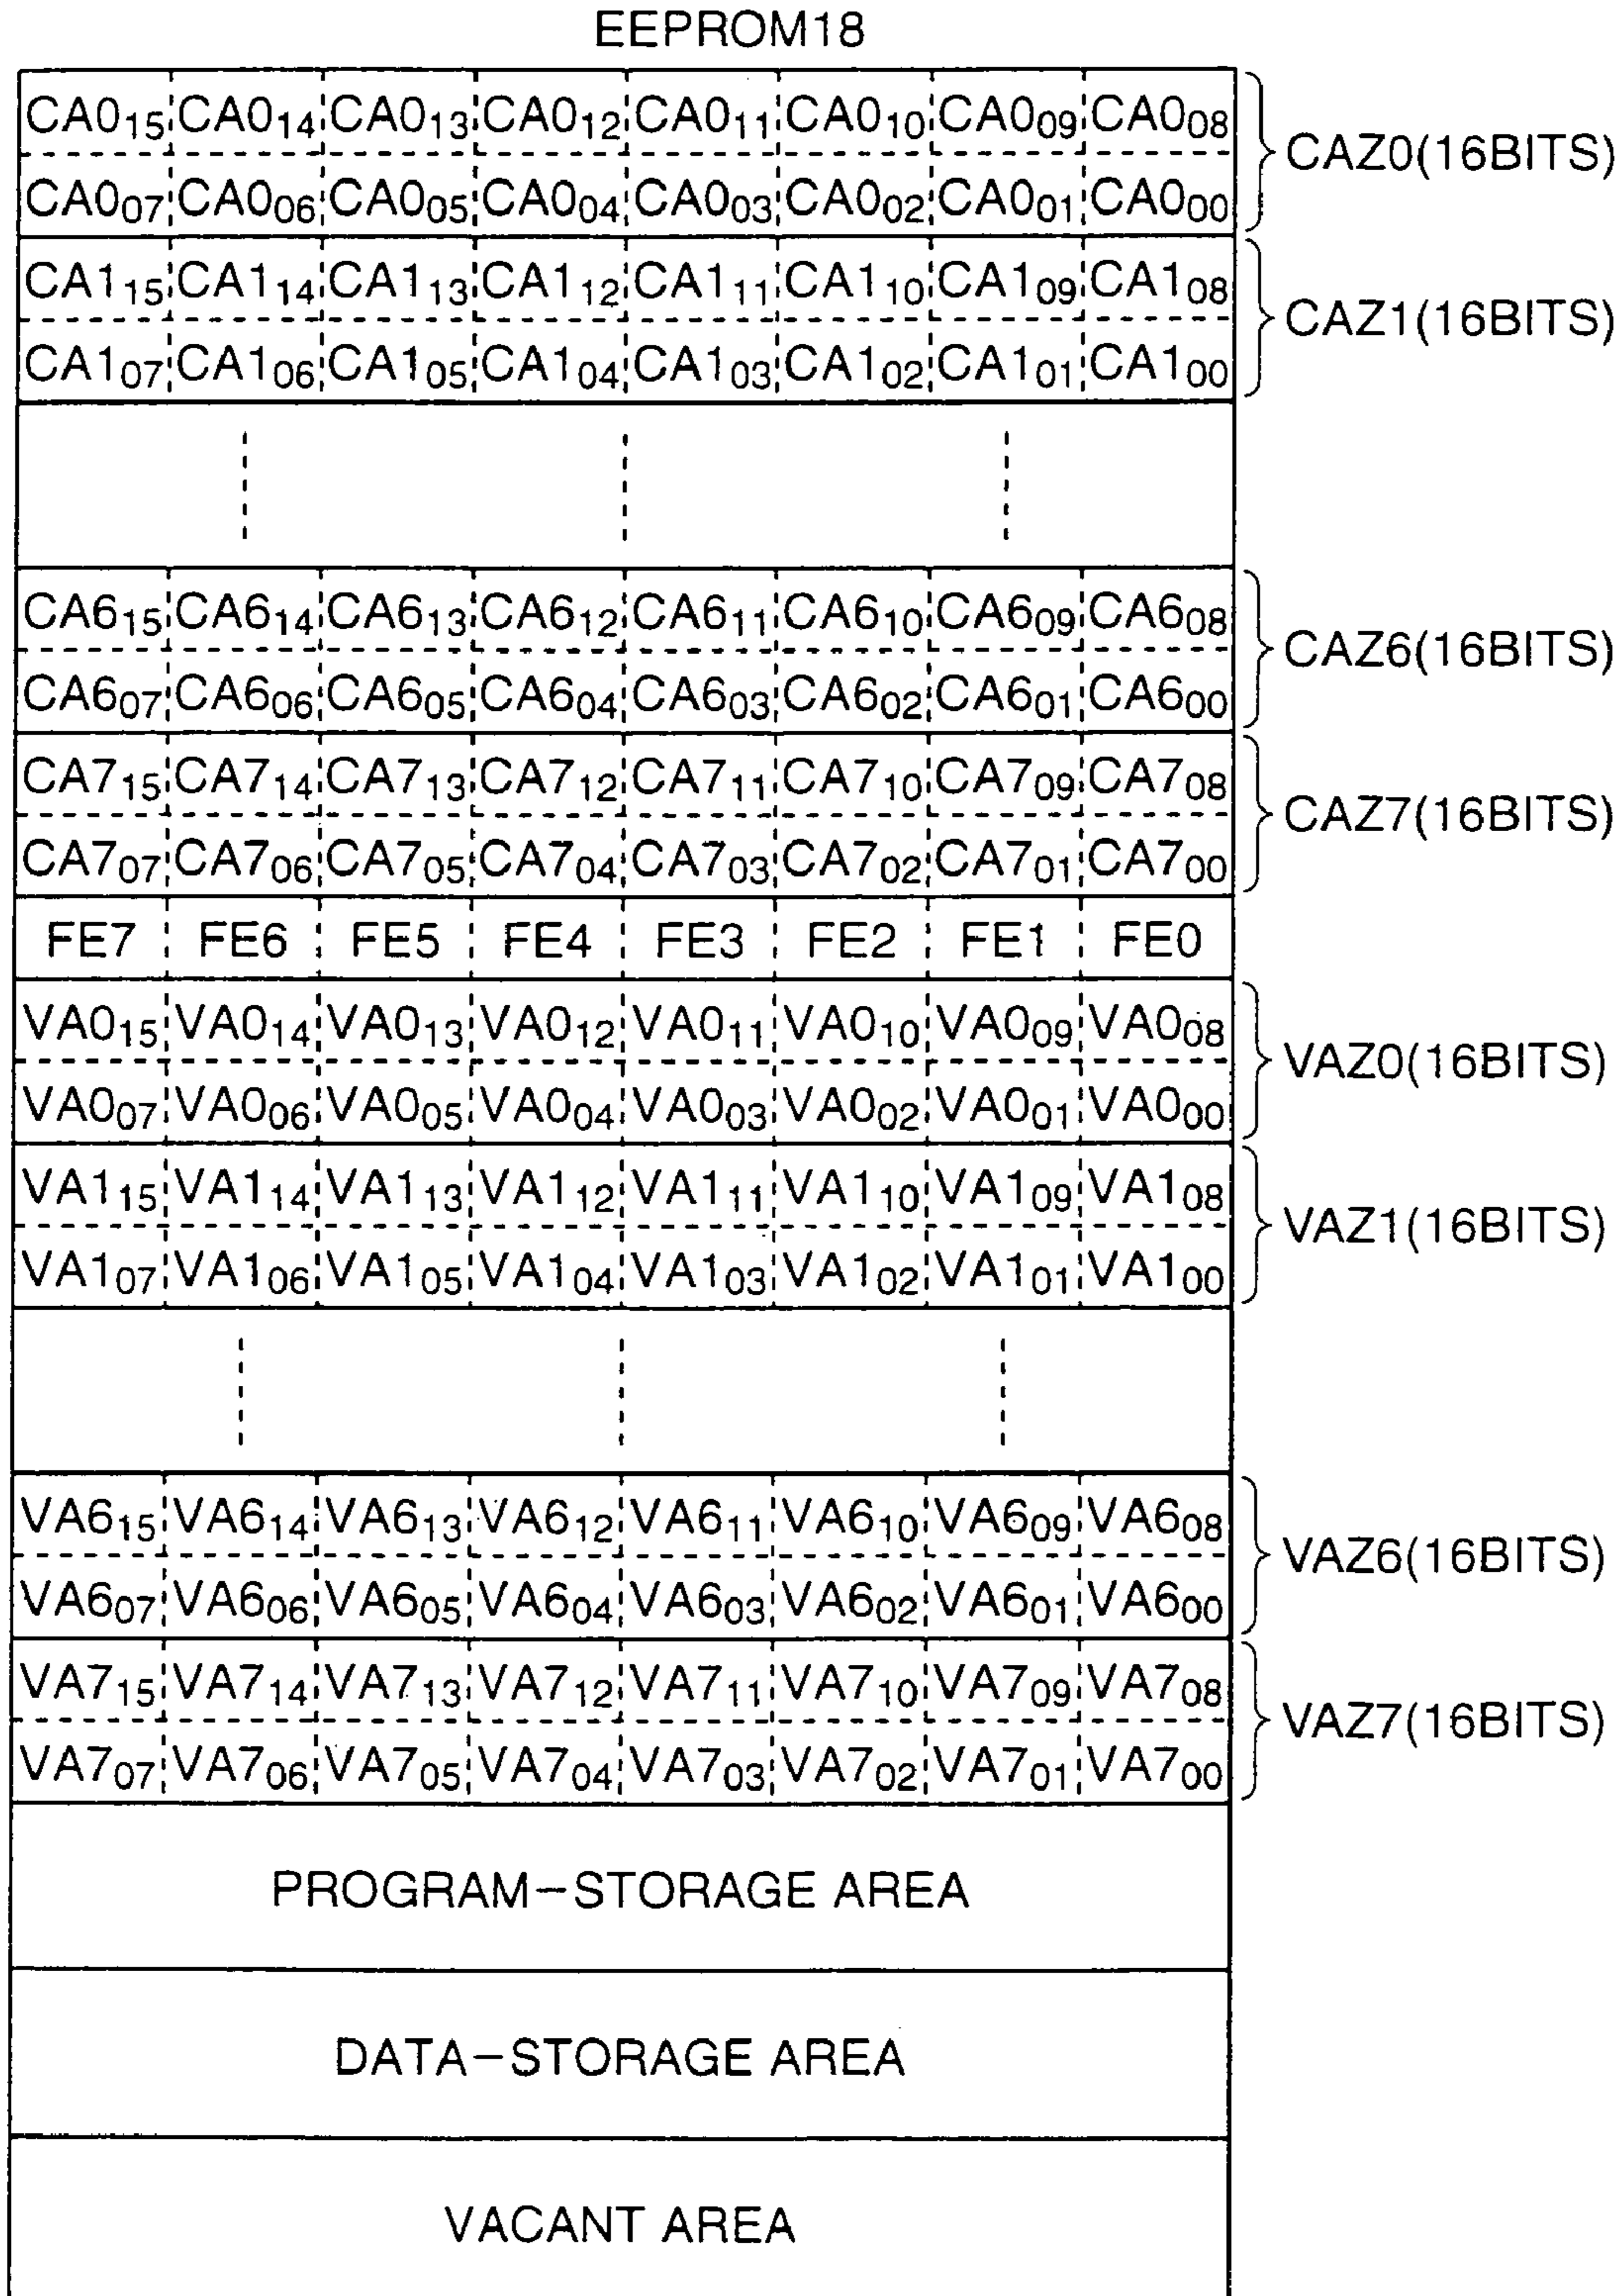 EEPROM18
CA0₁₅ CA0₁₄ CA0₁₃ CA0₁₂ CA0₁₁ CA0₁₀ CA0₀₉ CA0₀₈
CAZ0(16BITS)
CA0₀₇ CA0₀₆ CA0₀₅ CA0₀₄ CA0₀₃ CA0₀₂ CA0₀₁ CA0₀₀
CA1₁₅ CA1₁₄ CA1₁₃ CA1₁₂ CA1₁₁ CA1₁₀ CA1₀₉ CA1₀₈
CAZ1(16BITS)
CA1₀₇ CA1₀₆ CA1₀₅ CA1₀₄ CA1₀₃ CA1₀₂ CA1₀₁ CA1₀₀
CA6₁₅ CA6₁₄ CA6₁₃ CA6₁₂ CA6₁₁ CA6₁₀ CA6₀₉ CA6₀₈
CAZ6(16BITS)
CA6₀₇ CA6₀₆ CA6₀₅ CA6₀₄ CA6₀₃ CA6₀₂ CA6₀₁ CA6₀₀
CA7₁₅ CA7₁₄ CA7₁₃ CA7₁₂ CA7₁₁ CA7₁₀ CA7₀₉ CA7₀₈
CAZ7(16BITS)
CA7₀₇ CA7₀₆ CA7₀₅ CA7₀₄ CA7₀₃ CA7₀₂ CA7₀₁ CA7₀₀
FE7 FE6 FE5 FE4 FE3 FE2 FE1 FE0
VA0₁₅ VA0₁₄ VA0₁₃ VA0₁₂ VA0₁₁ VA0₁₀ VA0₀₉ VA0₀₈
VAZ0(16BITS)
VA0₀₇ VA0₀₆ VA0₀₅ VA0₀₄ VA0₀₃ VA0₀₂ VA0₀₁ VA0₀₀
VA1₁₅ VA1₁₄ VA1₁₃ VA1₁₂ VA1₁₁ VA1₁₀ VA1₀₉ VA1₀₈
VAZ1(16BITS)
VA1₀₇ VA1₀₆ VA1₀₅ VA1₀₄ VA1₀₃ VA1₀₂ VA1₀₁ VA1₀₀
VA6₁₅ VA6₁₄ VA6₁₃ VA6₁₂ VA6₁₁ VA6₁₀ VA6₀₉ VA6₀₈
VAZ6(16BITS)
VA6₀₇ VA6₀₆ VA6₀₅ VA6₀₄ VA6₀₃ VA6₀₂ VA6₀₁ VA6₀₀
VA7₁₅ VA7₁₄ VA7₁₃ VA7₁₂ VA7₁₁ VA7₁₀ VA7₀₉ VA7₀₈
VAZ7(16BITS)
VA7₀₇ VA7₀₆ VA7₀₅ VA7₀₄ VA7₀₃ VA7₀₂ VA7₀₁ VA7₀₀
PROGRAM-STORAGE AREA
DATA-STORAGE AREA
VACANT AREA